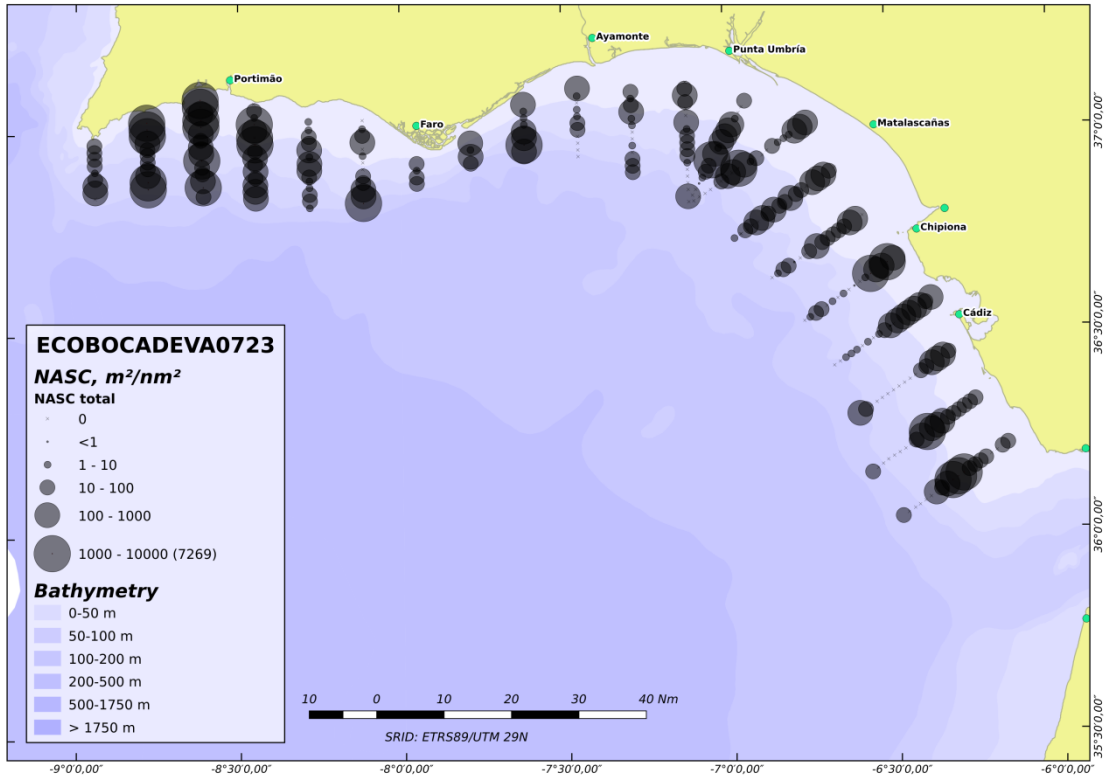 Ayamonte
Punta Umbría
Portimão
Faro
Matalascañas
Chipiona
Cádiz
37°0'0,00"
36°30'0,00"
36°0'0,00"
35°30'0,00"
ECOBOCADEVA0723
NASC, m²/nm²
NASC total
0
<1
1 - 10
10 - 100
100 - 1000
1000 - 10000 (7269)
Bathymetry
0-50 m
50-100 m
100-200 m
200-500 m
500-1750 m
> 1750 m
10 0 10 20 30 40 Nm
SRID: ETRS89/UTM 29N
-9°0'0,00" -8°30'0,00" -8°0'0,00" -7°30'0,00" -7°0'0,00" -6°30'0,00" -6°0'0,00"